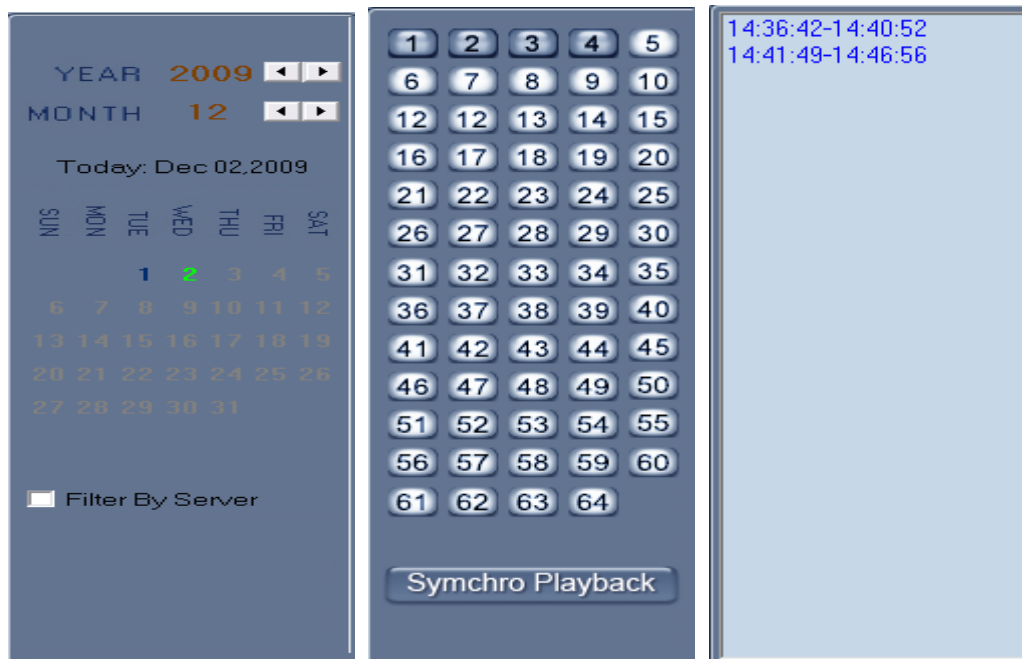 YEAR 2009
MONTH 12
Today: Dec 02,2009
SUN MON TUE WED THU FRI SAT
1 2 3 4 5
6 7 8 9 10 11 12
13 14 15 16 17 18 19
20 21 22 23 24 25 26
27 28 29 30 31
Filter By Server
1 2 3 4 5
6 7 8 9 10
12 12 13 14 15
16 17 18 19 20
21 22 23 24 25
26 27 28 29 30
31 32 33 34 35
36 37 38 39 40
41 42 43 44 45
46 47 48 49 50
51 52 53 54 55
56 57 58 59 60
61 62 63 64
Symchro Playback
14:36:42-14:40:52
14:41:49-14:46:56